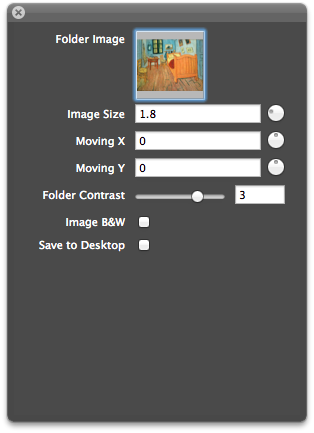 Folder Image
Image Size 1.8
Moving X 0
Moving Y 0
Folder Contrast 3
Image B&W
Save to Desktop